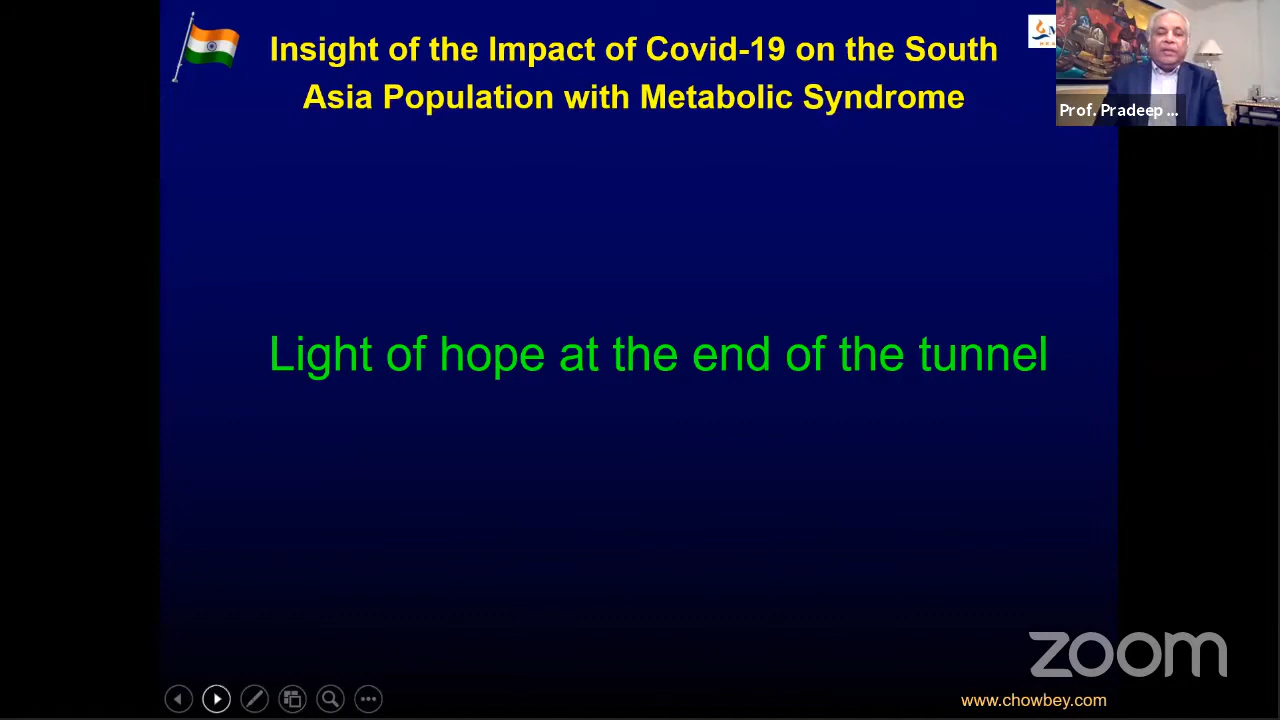 Insight of the Impact of Covid-19 on the South
Asia Population with Metabolic Syndrome
Prof. Pradeep ...
Light of hope at the end of the tunnel
zoom
www.chowbey.com